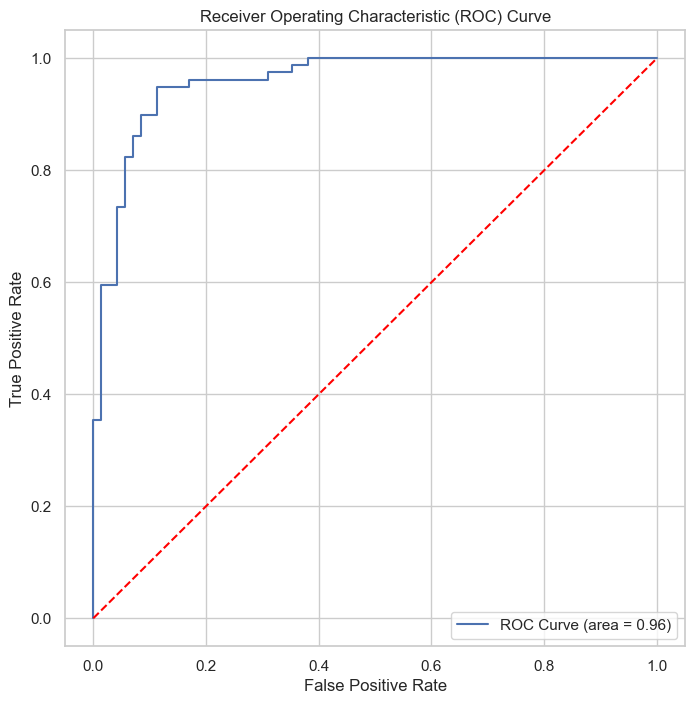 Receiver Operating Characteristic (ROC) Curve
1.0
0.8
0.6
0.4
0.2
0.0
True Positive Rate
ROC Curve (area = 0.96)
0.0 0.2 0.4 0.6 0.8 1.0
False Positive Rate